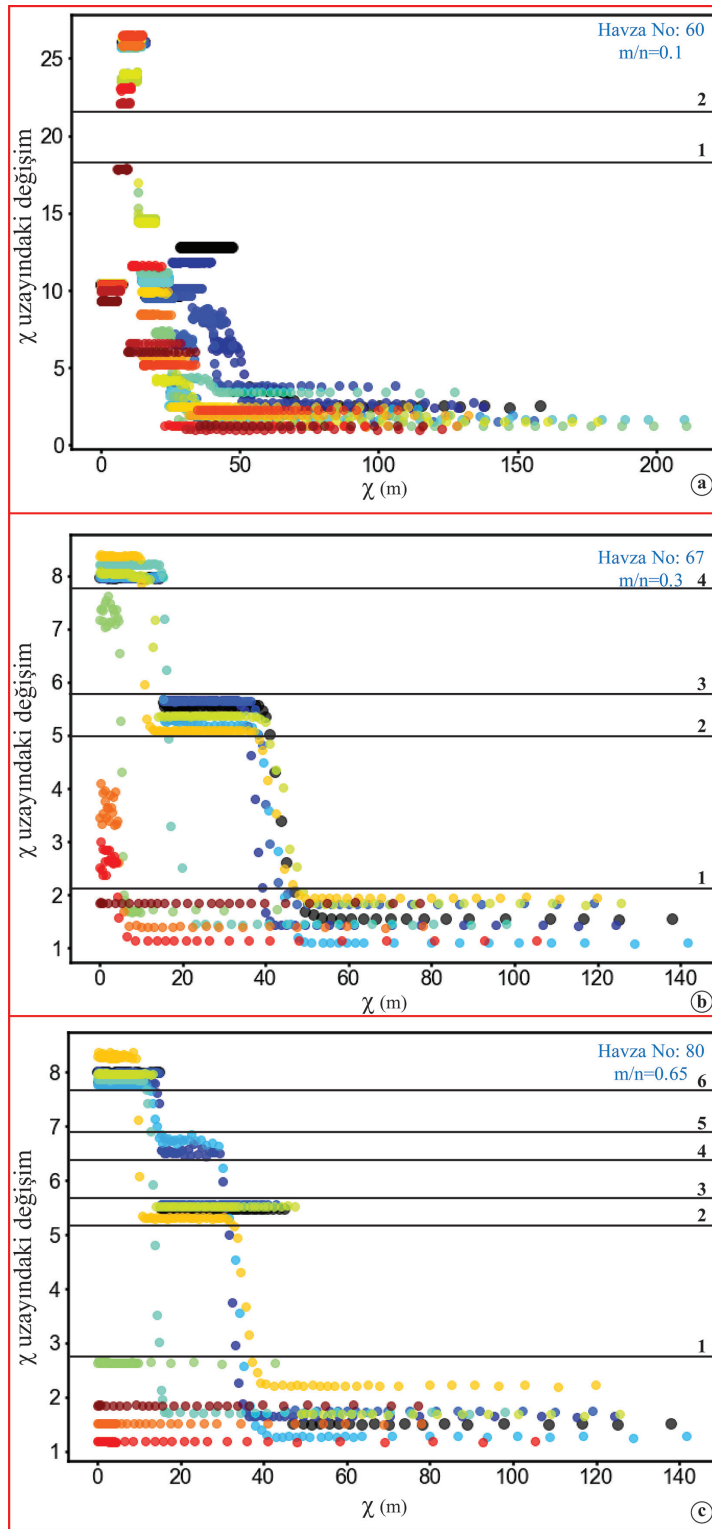 Havza No: 60
m/n=0.1
25
2
20
1
15
10
5
0
χ uzayındaki değişim
0 50 100 150 200
χ (m)
a
Havza No: 67
m/n=0.3
8
4
7
6
3
2
5
4
3
1
2
1
χ uzayındaki değişim
0 20 40 60 80 100 120 140
χ (m)
b
Havza No: 80
m/n=0.65
8
6
7
5
4
6
3
2
5
4
3
1
2
1
χ uzayındaki değişim
0 20 40 60 80 100 120 140
χ (m)
c